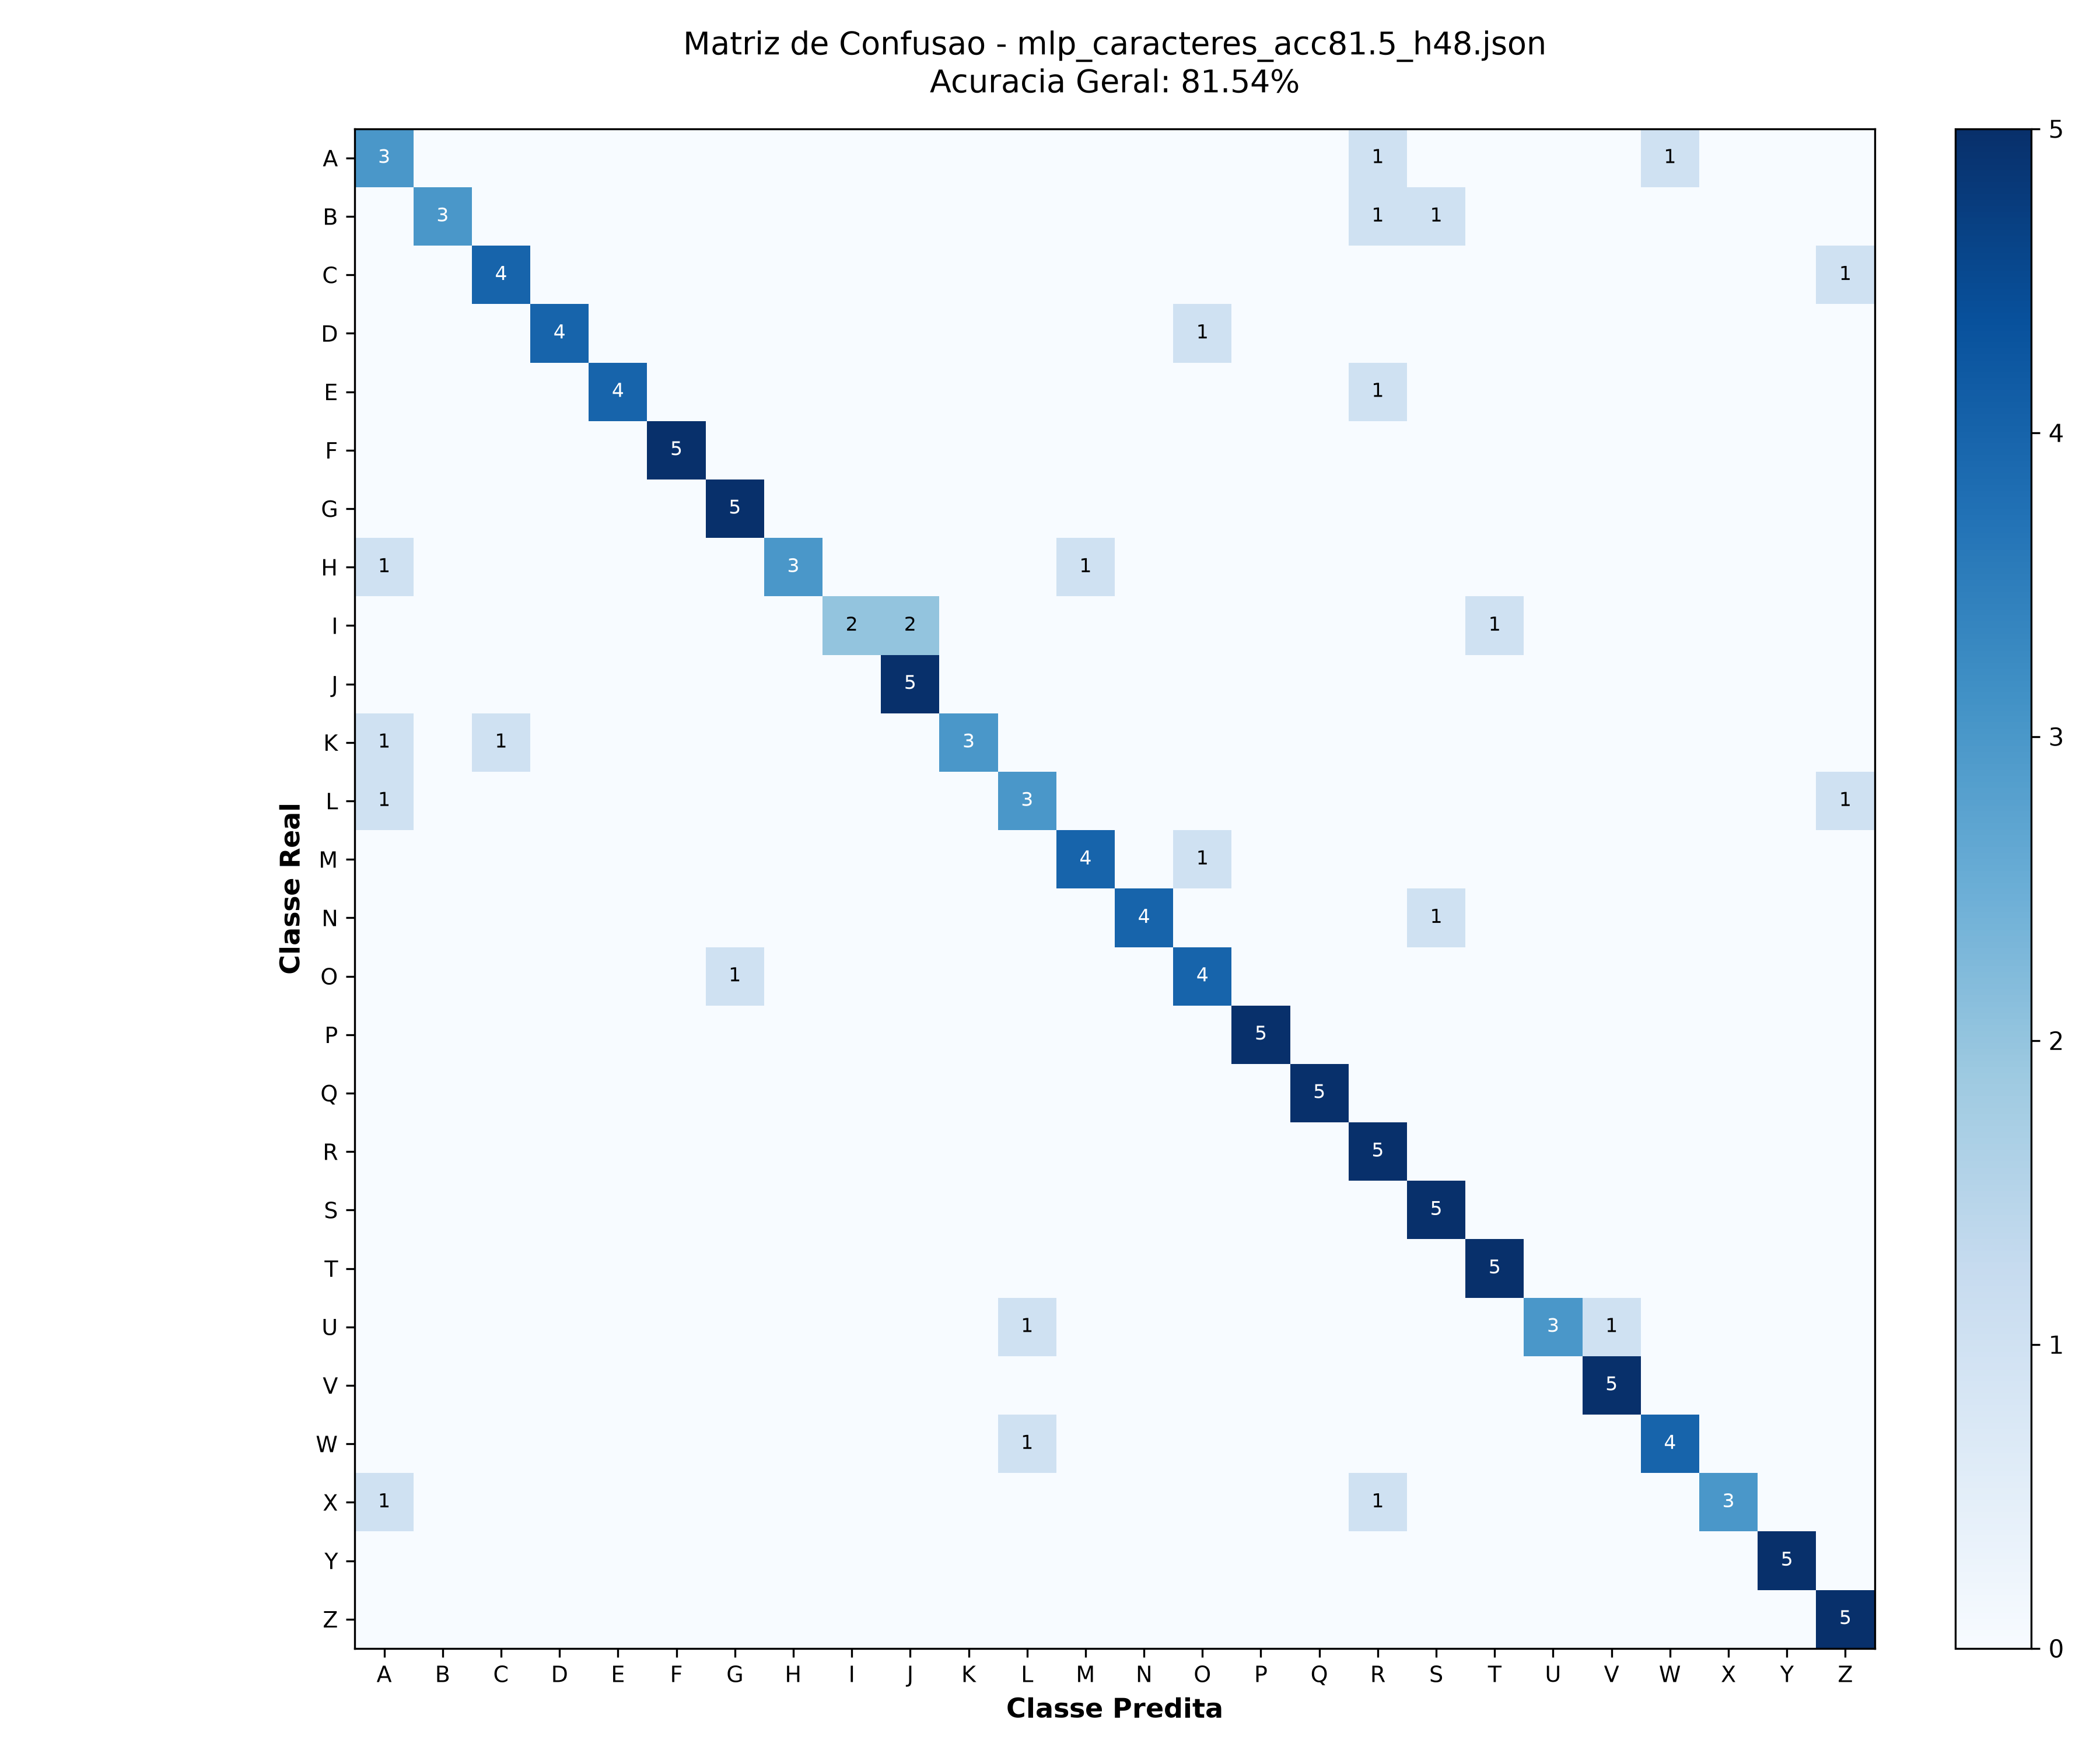 Matriz de Confusao - mlp_caracteres_acc81.5_h48.json
Acuracia Geral: 81.54%
A 3 1 1
B 3 1 1
C 4 1
D 4 1
E 4 1
F 5
G 5
H 1 3 1
I 2 2 1
J 5
K 1 1 3
L 1 3 1
M 4 1
N 4 1
O 1 4
P 5
Q 5
R 5
S 5
T 5
U 1 3 1
V 5
W 1 4
X 1 1 3
Y 5
Z 5
A B C D E F G H I J K L M N O P Q R S T U V W X Y Z
Classe Predita
Classe Real
5
4
3
2
1
0